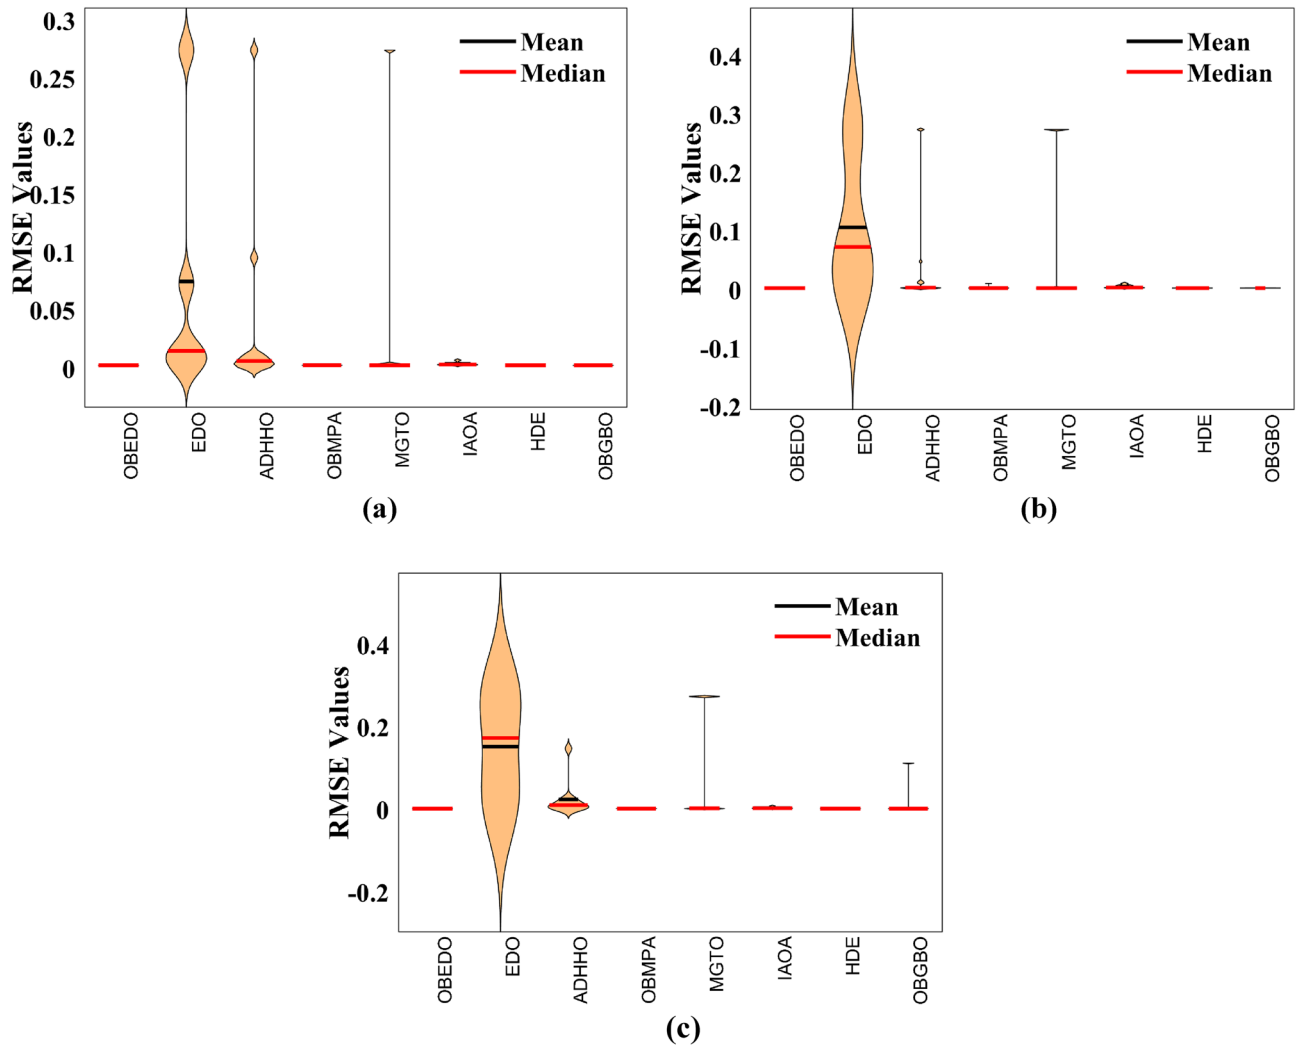 0.3
0.25
0.2
0.15
0.1
0.05
0
RMSE Values
Mean
Median
OBEDO
EDO
ADHHO
OBMPA
MGTO
IAOA
HDE
OBGBO
(a)
0.4
0.3
0.2
0.1
0
-0.1
-0.2
RMSE Values
Mean
Median
OBEDO
EDO
ADHHO
OBMPA
MGTO
IAOA
HDE
OBGBO
(b)
0.4
0.2
0
-0.2
RMSE Values
Mean
Median
OBEDO
EDO
ADHHO
OBMPA
MGTO
IAOA
HDE
OBGBO
(c)